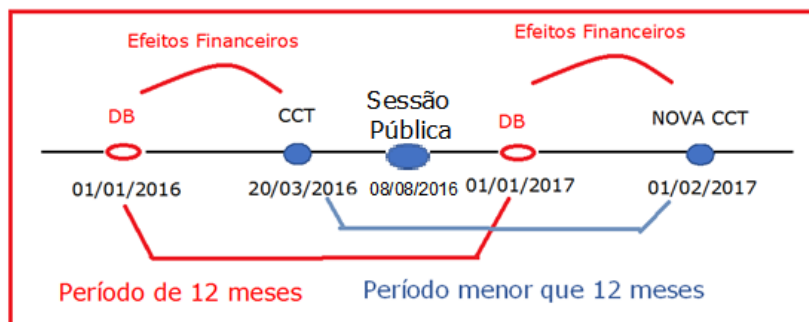 Efeitos Financeiros
Efeitos Financeiros
DB
CCT
Sessão
Pública
DB
NOVA CCT
01/01/2016
20/03/2016
08/08/2016
01/01/2017
01/02/2017
Período de 12 meses
Período menor que 12 meses